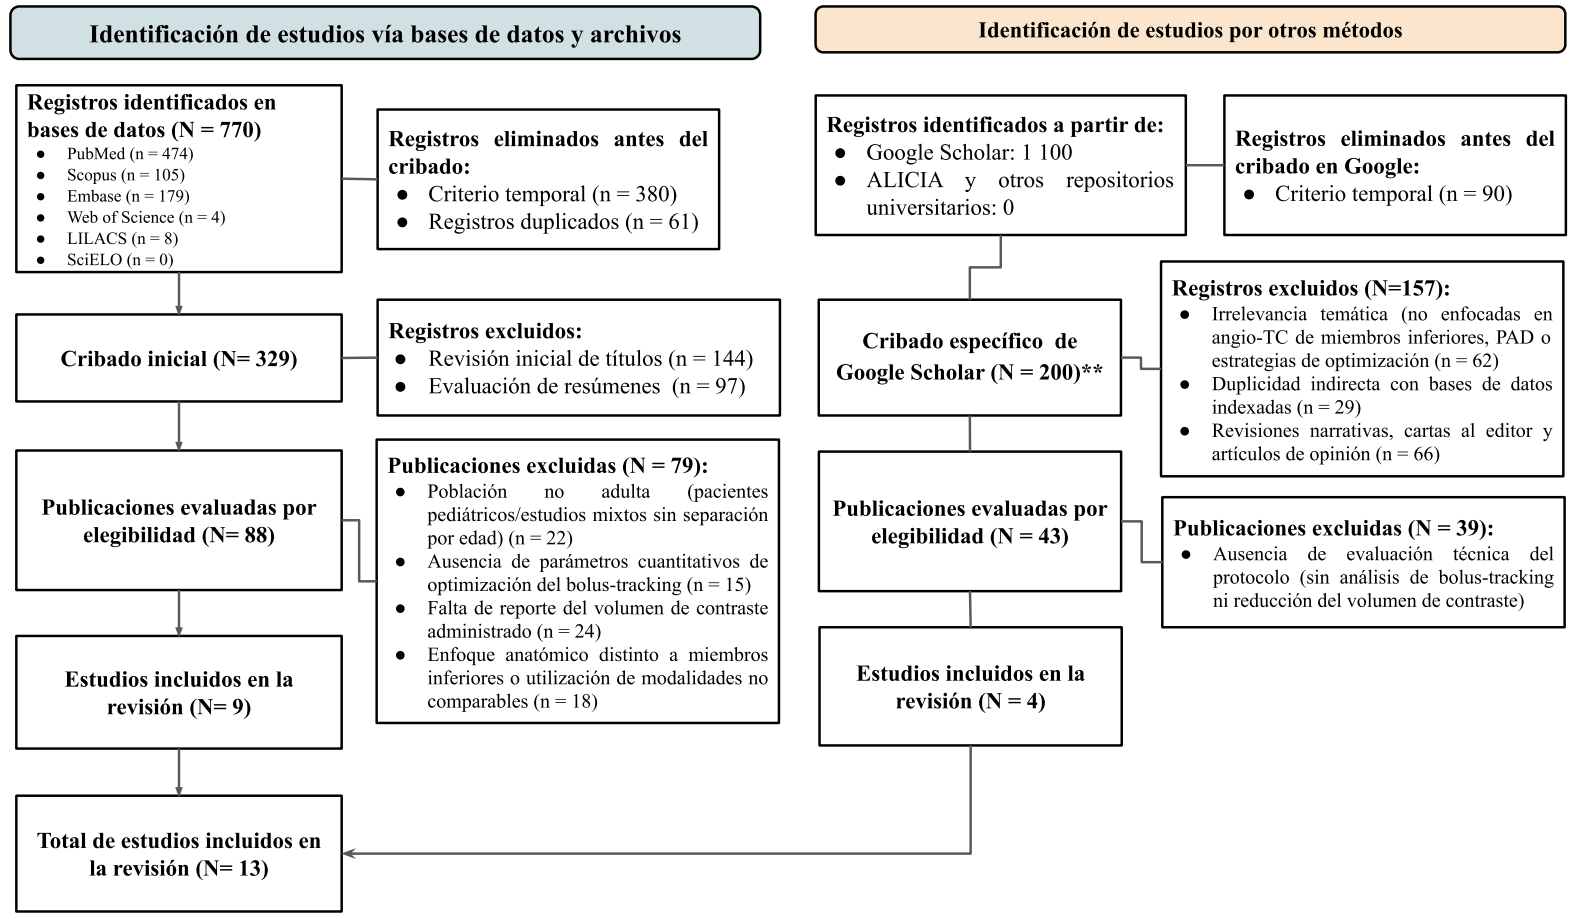 Identificación de estudios vía bases de datos y archivos
Identificación de estudios por otros métodos
Registros identificados en
bases de datos (N = 770)
● PubMed (n = 474)
● Scopus (n = 105)
● Embase (n = 179)
● Web of Science (n = 4)
● LILACS (n = 8)
● SciELO (n = 0)
Registros eliminados antes del
cribado:
● Criterio temporal (n = 380)
● Registros duplicados (n = 61)
Registros identificados a partir de:
● Google Scholar: 1 100
● ALICIA y otros repositorios
universitarios: 0
Registros eliminados antes del
cribado en Google:
● Criterio temporal (n = 90)
Cribado inicial (N= 329)
Registros excluidos:
● Revisión inicial de títulos (n = 144)
● Evaluación de resúmenes (n = 97)
Cribado específico de
Google Scholar (N = 200)**
Registros excluidos (N=157):
● Irrelevancia temática (no enfocadas en
angio-TC de miembros inferiores, PAD o
estrategias de optimización (n = 62)
● Duplicidad indirecta con bases de datos
indexadas (n = 29)
● Revisiones narrativas, cartas al editor y
artículos de opinión (n = 66)
Publicaciones evaluadas por
elegibilidad (N= 88)
Publicaciones excluidas (N = 79):
● Población no adulta (pacientes
pediátricos/estudios mixtos sin separación
por edad) (n = 22)
● Ausencia de parámetros cuantitativos de
optimización del bolus-tracking (n = 15)
● Falta de reporte del volumen de contraste
administrado (n = 24)
● Enfoque anatómico distinto a miembros
inferiores o utilización de modalidades no
comparables (n = 18)
Publicaciones evaluadas por
elegibilidad (N = 43)
Publicaciones excluidas (N = 39):
● Ausencia de evaluación técnica del
protocolo (sin análisis de bolus-tracking
ni reducción del volumen de contraste)
Estudios incluidos en la
revisión (N= 9)
Estudios incluidos en la
revisión (N = 4)
Total de estudios incluidos en
la revisión (N= 13)